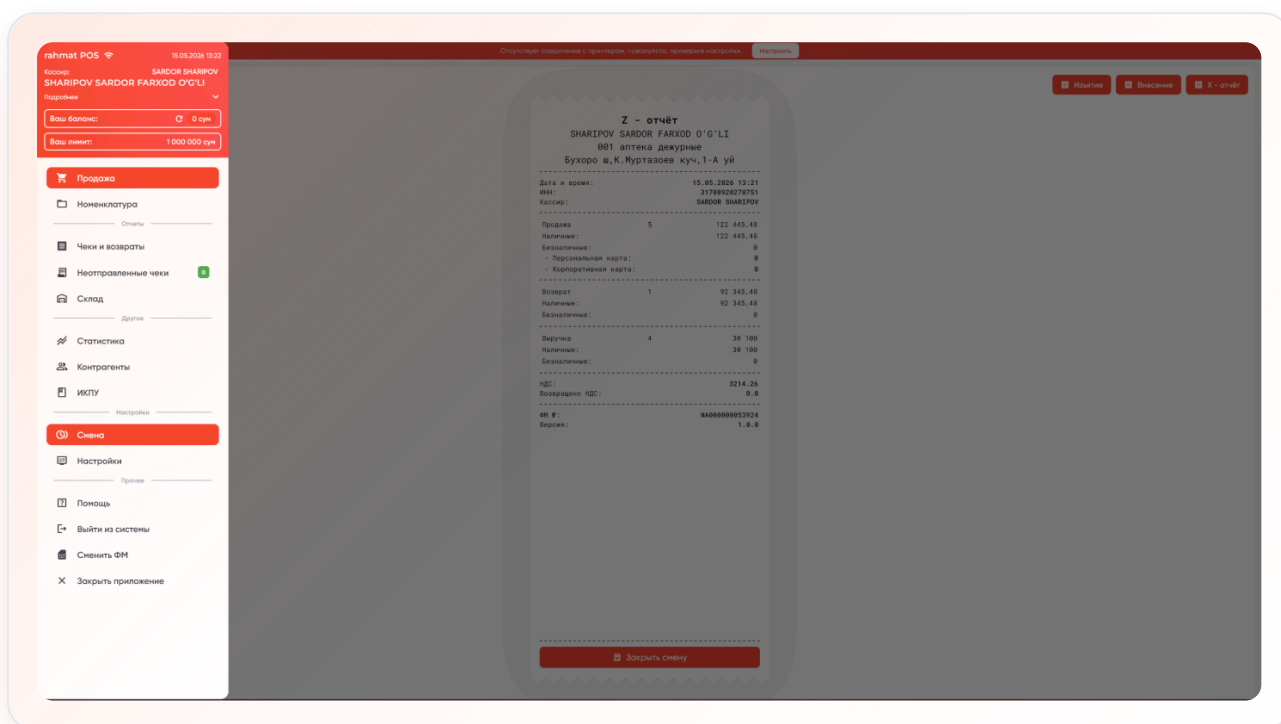 rahmat POS 15.05.2026 13:22
Кассир: SARDOR SHARIPOV
SHARIPOV SARDOR FARXOD O'G'LI
Подробнее
Ваш баланс: 0 сум
Ваш лимит: 1 000 000 сум
Продажа
Номенклатура
Отчеты
Чеки и возвраты
Неотправленные чеки 0
Склад
Другое
Статистика
Контрагенты
ИКПУ
Настройки
Смена
Настройки
Прочее
Помощь
Выйти из системы
Сменить ФМ
Закрыть приложение
Отсутствует соединение с принтером, пожалуйста, проверьте настройки. Настроить
Изъятие Внесение X - отчёт
Z - отчёт
SHARIPOV SARDOR FARXOD O'G'LI
001 аптека дежурные
Бухоро ш,К.Муртазоев куч,1-А уй
Дата и время: 15.05.2026 13:21
ИНН: 31708920270751
Кассир: SARDOR SHARIPOV
Продажа 5 122 445,48
Наличные: 122 445,48
Безналичные: 0
- Персональная карта: 0
- Корпоративная карта: 0
Возврат 1 92 345,48
Наличные: 92 345,48
Безналичные: 0
Выручка 4 30 100
Наличные: 30 100
Безналичные: 0
НДС: 3214.26
Возвращено НДС: 0.0
ФМ №: NA000000053924
Версия: 1.0.0
Закрыть смену